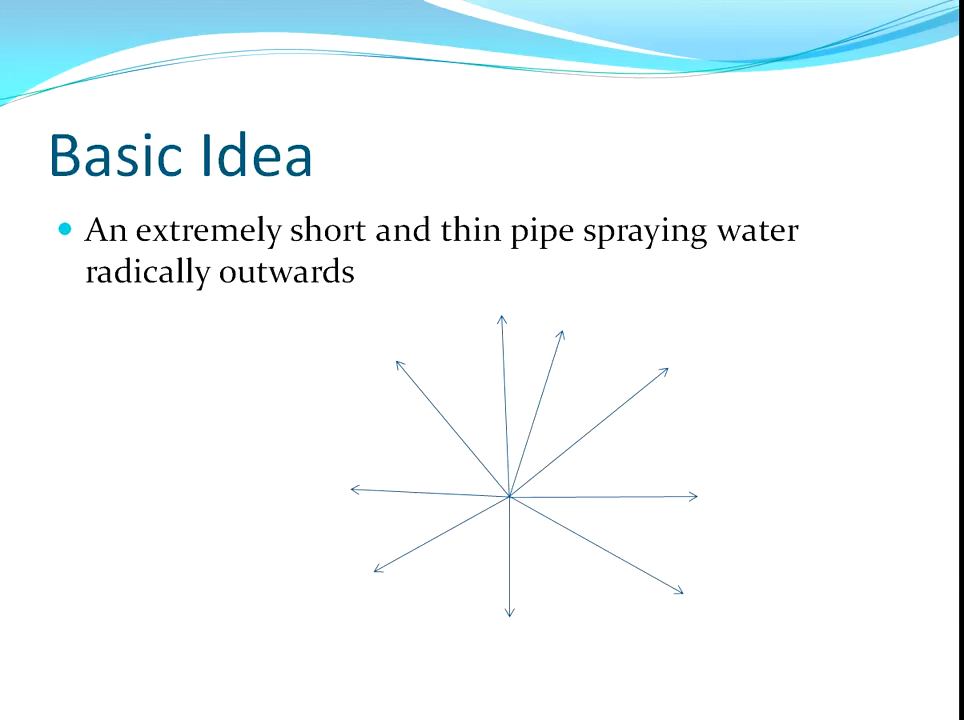 Basic Idea
An extremely short and thin pipe spraying water
radically outwards